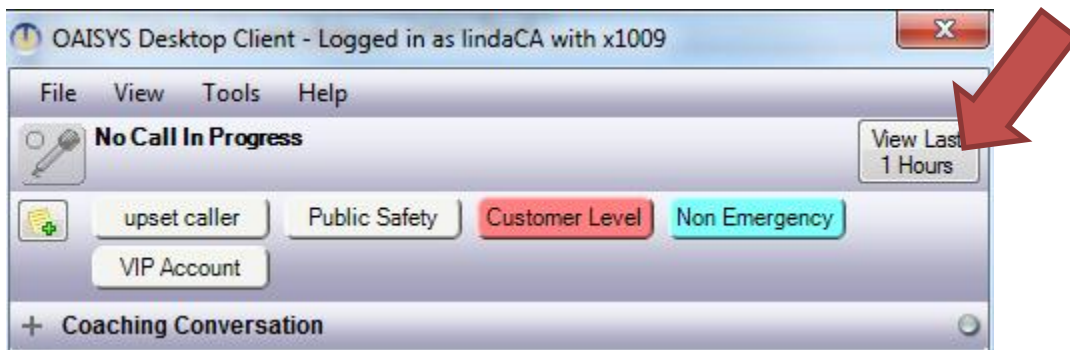 OAISYS Desktop Client - Logged in as lindaCA with x1009
File View Tools Help
No Call In Progress
View Last
1 Hours
upset caller Public Safety Customer Level Non Emergency
VIP Account
+ Coaching Conversation